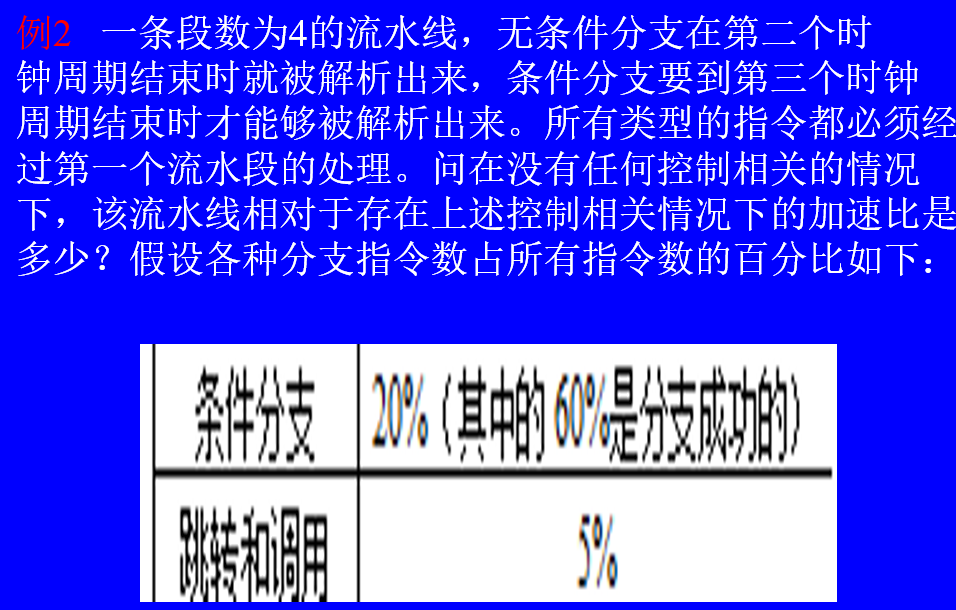 例2 一条段数为4的流水线，无条件分支在第二个时
钟周期结束时就被解析出来，条件分支要到第三个时钟
周期结束时才能够被解析出来。所有类型的指令都必须经
过第一个流水段的处理。问在没有任何控制相关的情况
下，该流水线相对于存在上述控制相关情况下的加速比是
多少？假设各种分支指令数占所有指令数的百分比如下：
条件分支 20%（其中的 60%是分支成功的）
跳转和调用 5%